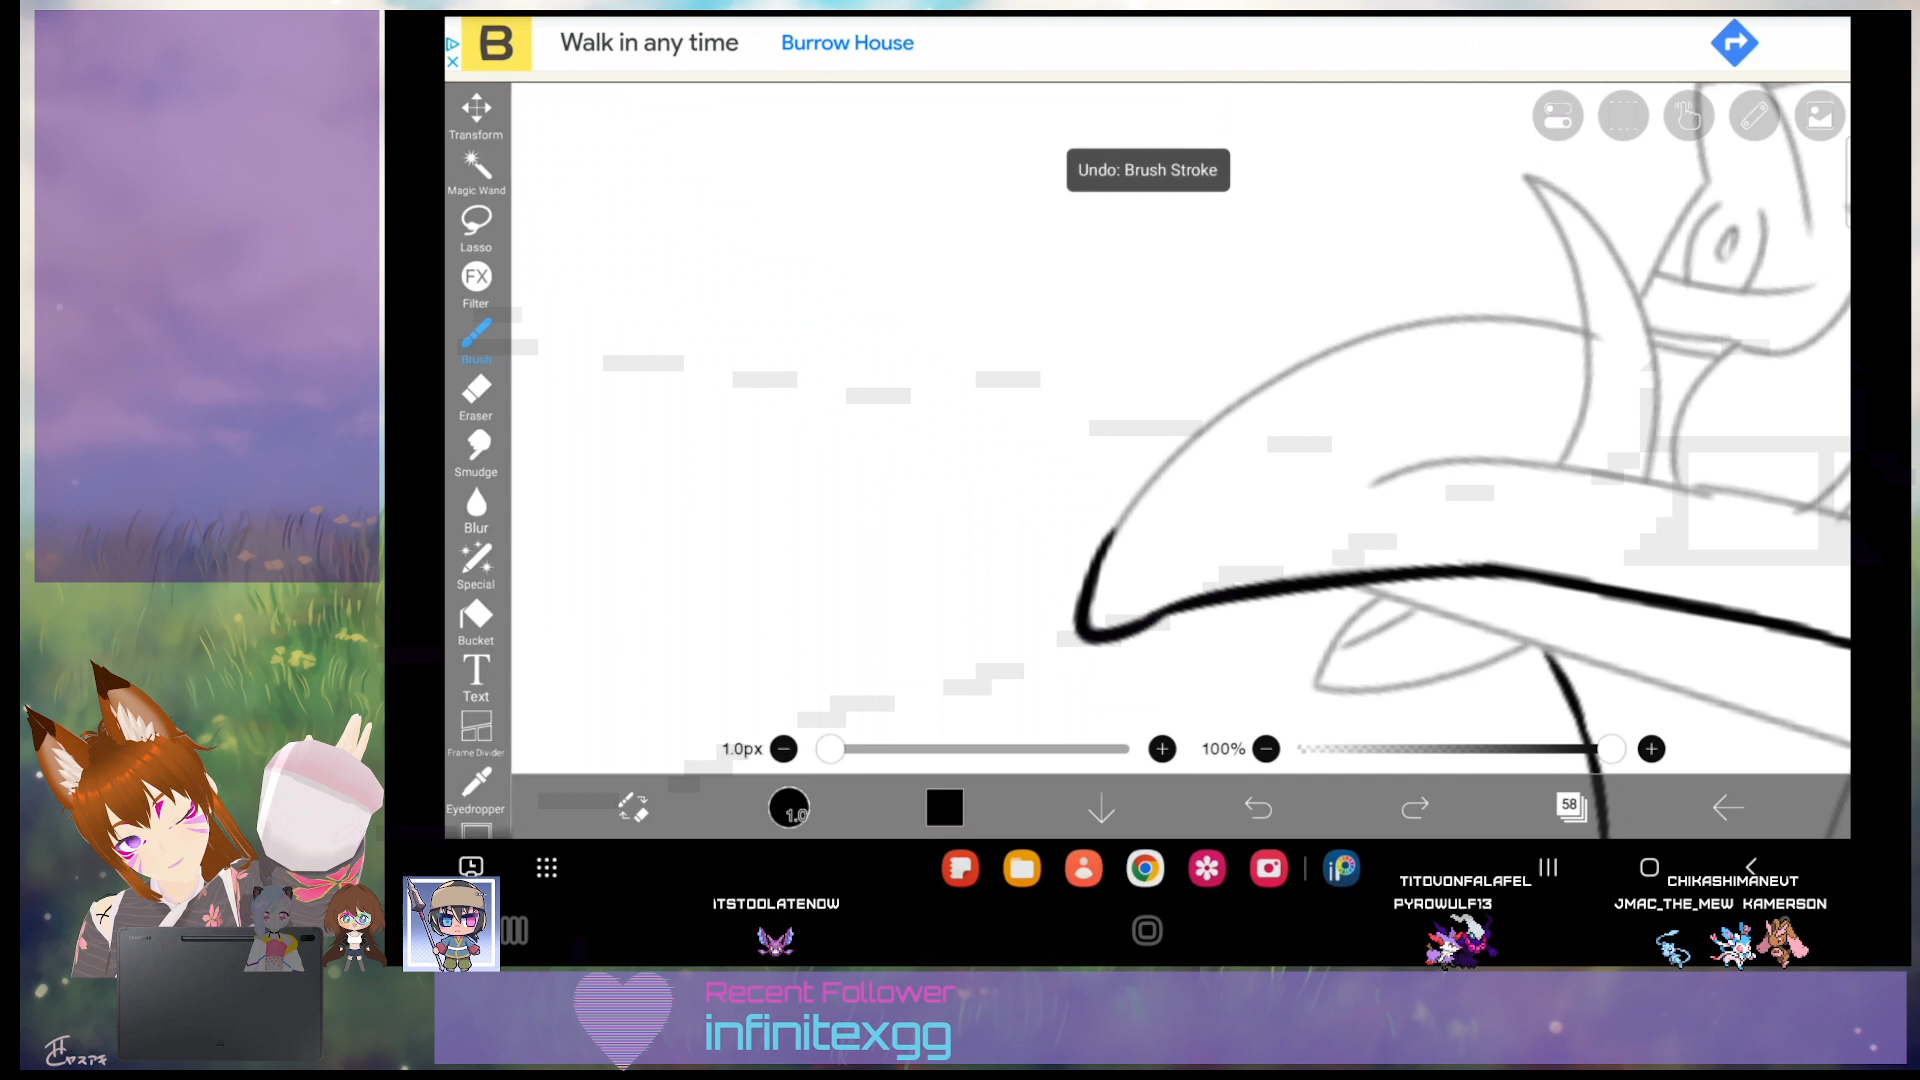 B
Walk in any time
Burrow House
Undo: Brush Stroke
Transform
Magic Wand
Lasso
FX
Filter
Brush
Eraser
Smudge
Blur
Special
Bucket
T
Text
Frame Divider
Eyedropper
1.0px
100%
1.0
58
ITSTOOLATENOW
TITOVONFALAFEL
PYROWULF13
CHIKASHIMANEVT
JMAC_THE_MEW
KAMERSON
Recent Follower
infinitexgg